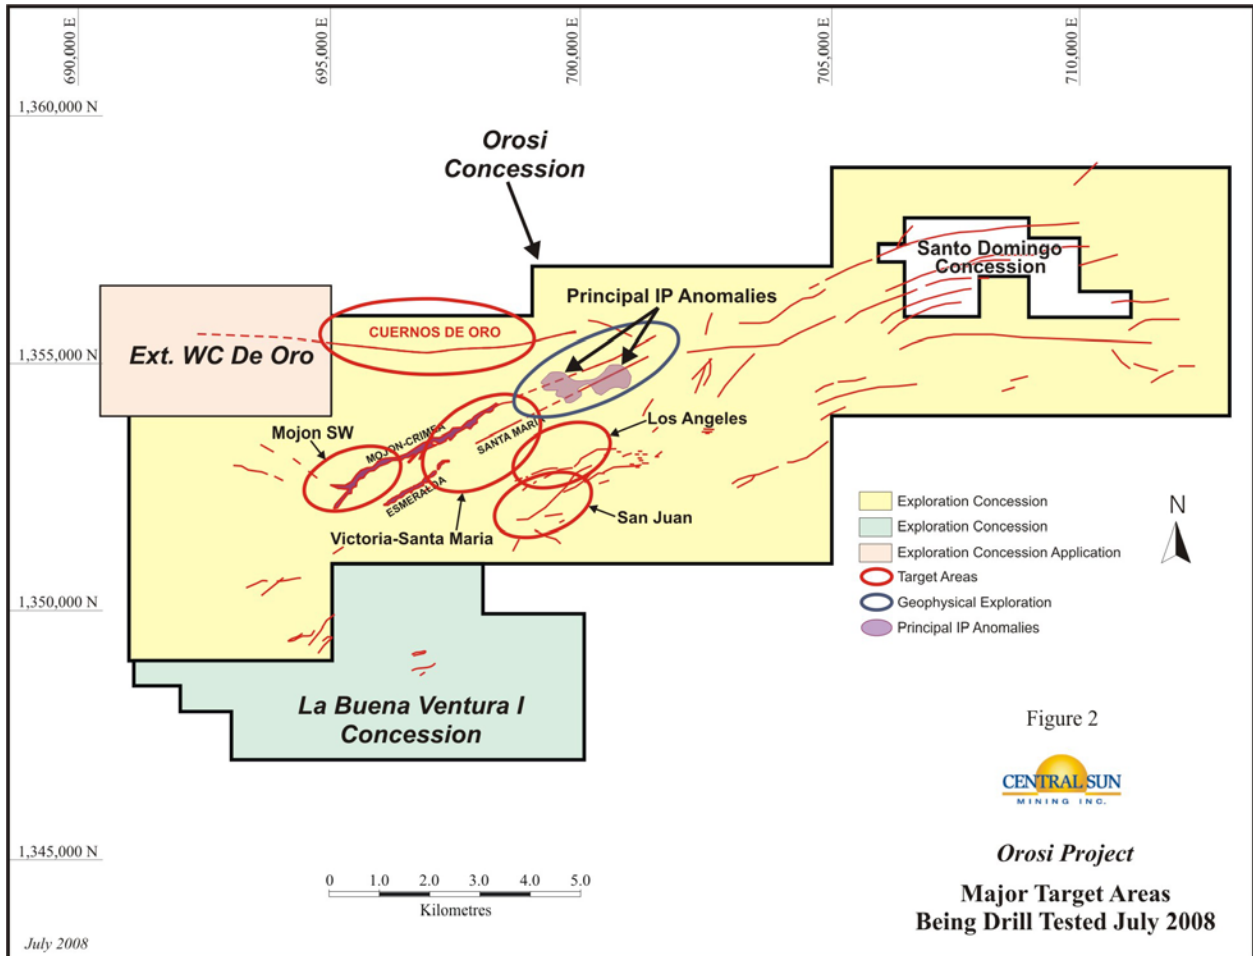 690,000 E
695,000 E
700,000 E
705,000 E
710,000 E
1,360,000 N
Orosi
Concession
Santo Domingo
Concession
Principal IP Anomalies
CUERNOS DE ORO
1,355,000 N
Ext. WC De Oro
Los Angeles
Mojon SW
MOJON-CRIMEA
SANTA MARIA
ESMERALDA
San Juan
Victoria-Santa Maria
Exploration Concession
Exploration Concession
Exploration Concession Application
Target Areas
Geophysical Exploration
Principal IP Anomalies
N
1,350,000 N
La Buena Ventura I
Concession
Figure 2
CENTRAL SUN
MINING INC.
1,345,000 N
Orosi Project
0 1.0 2.0 3.0 4.0 5.0
Kilometres
Major Target Areas
Being Drill Tested July 2008
July 2008